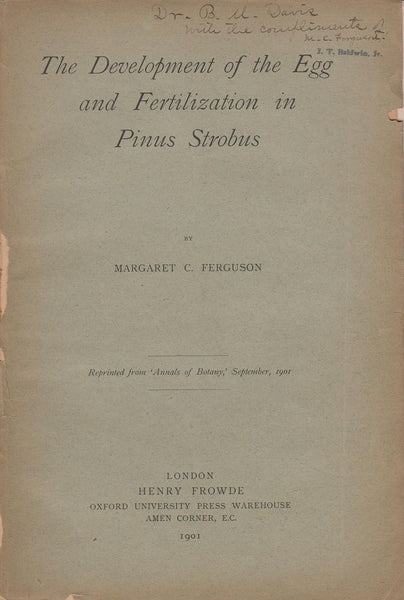 Dr. B. M. Davis
with the compliments of
M. C. Ferguson.
J. T. Baldwin, Jr.
The Development of the Egg
and Fertilization in
Pinus Strobus
BY
MARGARET C. FERGUSON
Reprinted from 'Annals of Botany,' September, 1901
LONDON
HENRY FROWDE
OXFORD UNIVERSITY PRESS WAREHOUSE
AMEN CORNER, E.C.
1901